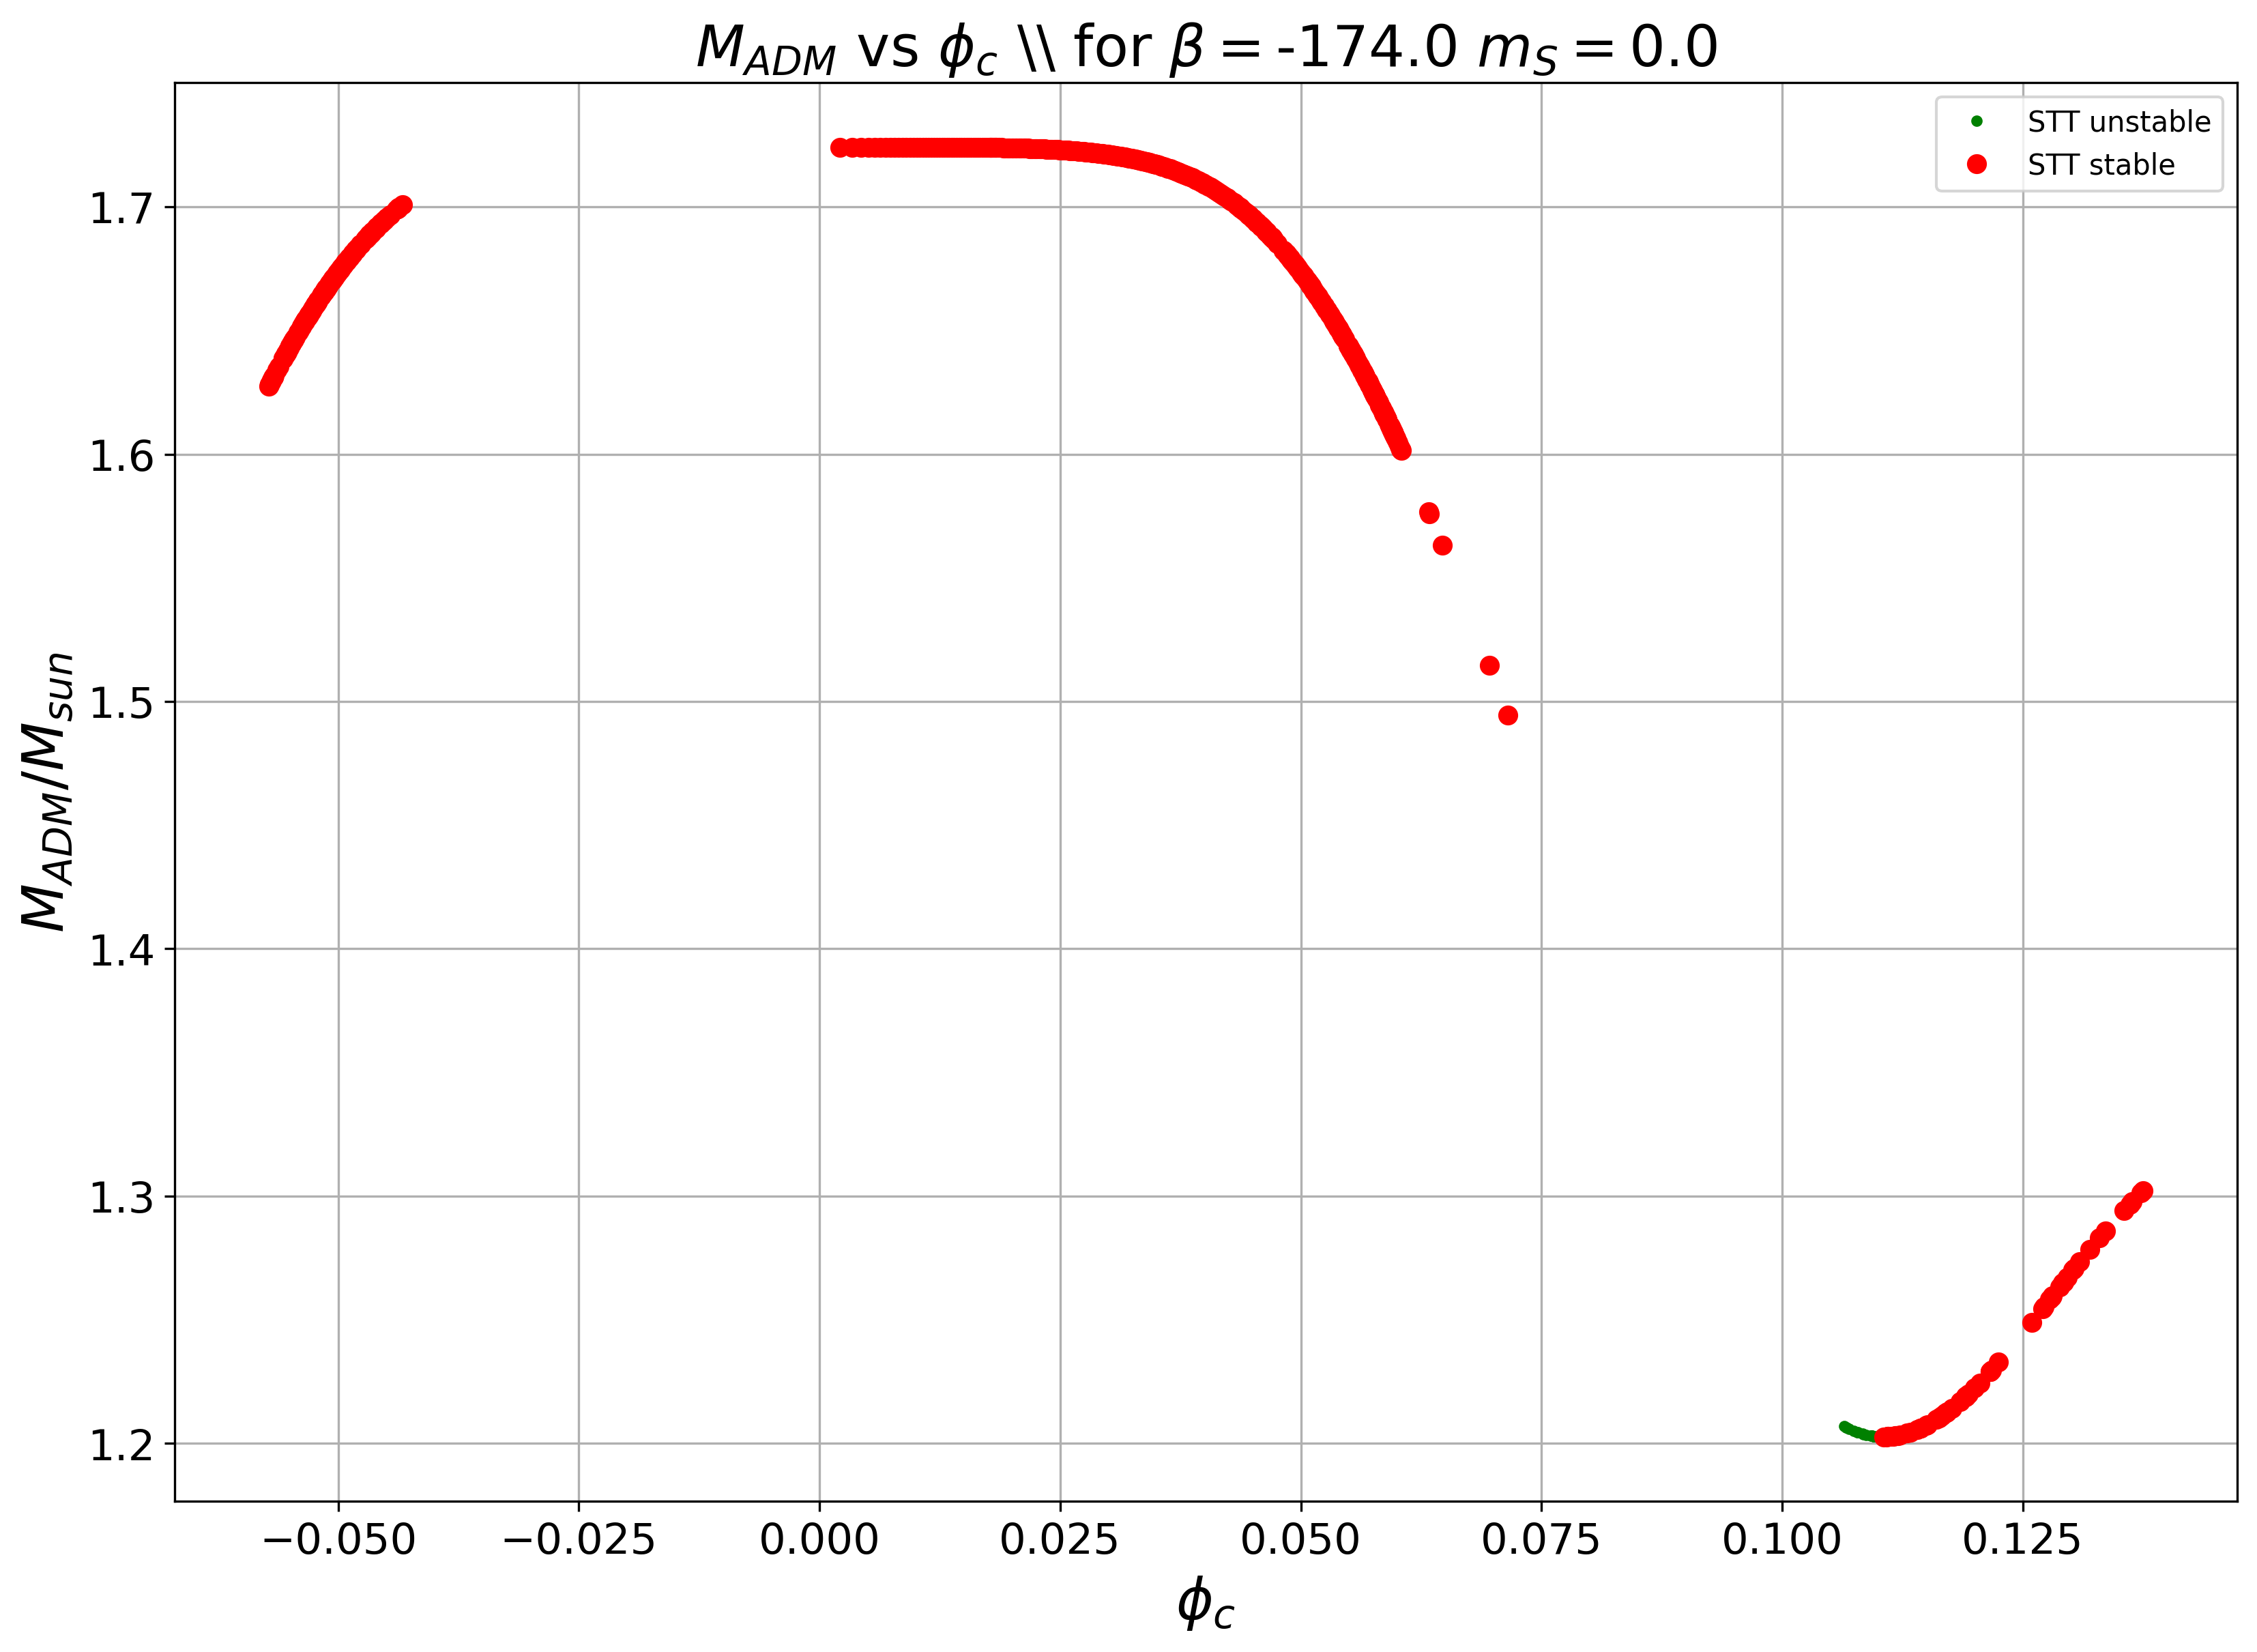 M_ADM vs ϕ_c \\ for β = -174.0 m_S = 0.0
STT unstable
STT stable
M_ADM/M_sun
1.7
1.6
1.5
1.4
1.3
1.2
−0.050 −0.025 0.000 0.025 0.050 0.075 0.100 0.125
ϕ_c